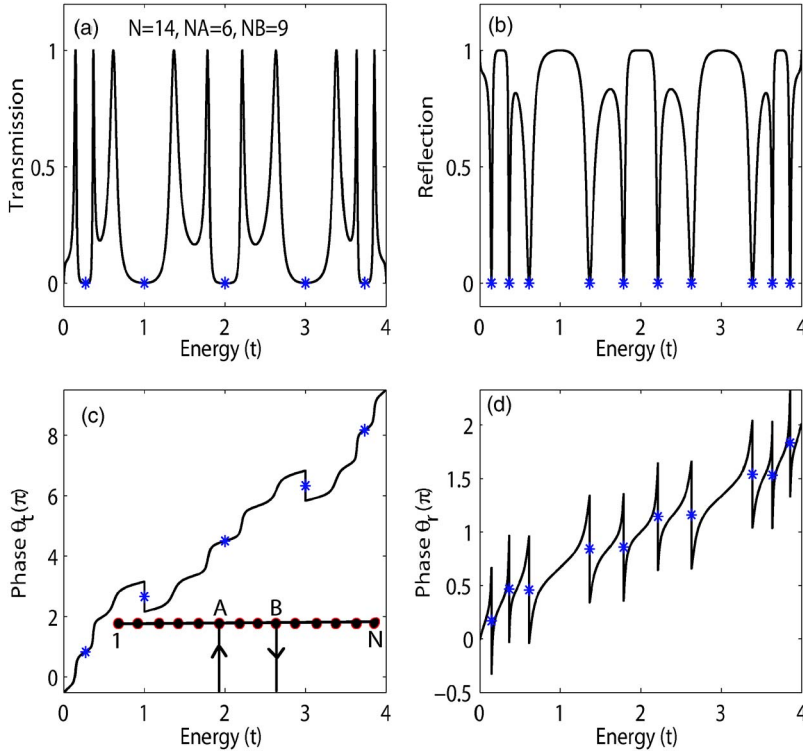 (a)
N=14, NA=6, NB=9
Transmission
1
0.5
0
0 1 2 3 4
Energy (t)
(b)
Reflection
1
0.5
0
0 1 2 3 4
Energy (t)
(c)
Phase θt (π)
8
6
4
2
0
A B
1 N
0 1 2 3 4
Energy (t)
(d)
Phase θr (π)
2
1.5
1
0.5
0
−0.5
0 1 2 3 4
Energy (t)